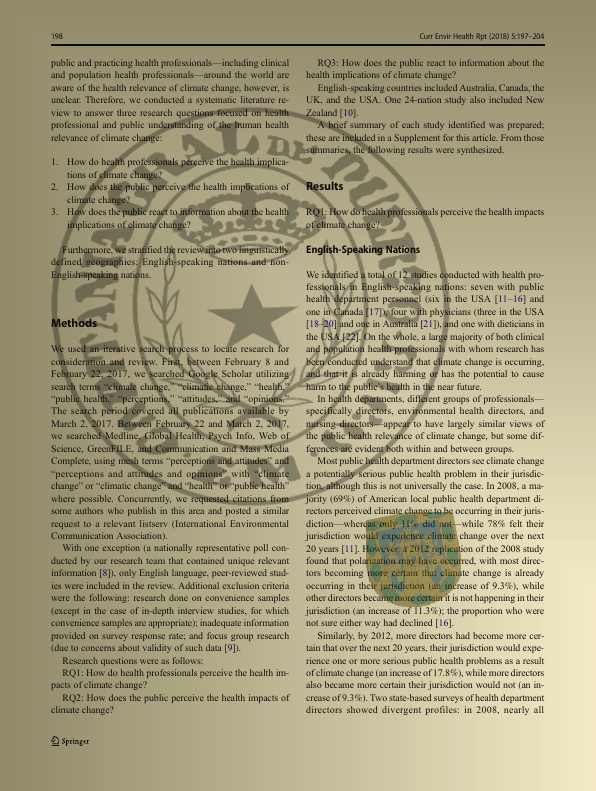 198
Curr Envir Health Rpt (2018) 5:197–204
public and practicing health professionals—including clinical
and population health professionals—around the world are
aware of the health relevance of climate change, however, is
unclear. Therefore, we conducted a systematic literature re-
view to answer three research questions focused on health
professional and public understanding of the human health
relevance of climate change:
1. How do health professionals perceive the health implica-
tions of climate change?
2. How does the public perceive the health implications of
climate change?
3. How does the public react to information about the health
implications of climate change?
Furthermore, we stratified the review into two linguistically
defined geographies: English-speaking nations and non-
English-speaking nations.
Methods
We used an iterative search process to locate research for
consideration and review. First, between February 8 and
February 22, 2017, we searched Google Scholar utilizing
search terms “climate change,” “climatic change,” “health,”
“public health,” “perceptions,” “attitudes,” and “opinions.”
The search period covered all publications available by
March 2, 2017. Between February 22 and March 2, 2017,
we searched Medline, Global Health, Psych Info, Web of
Science, GreenFILE, and Communication and Mass Media
Complete, using mesh terms “perceptions and attitudes” and
“perceptions and attitudes and opinions” with “climate
change” or “climatic change” and “health” or “public health”
where possible. Concurrently, we requested citations from
some authors who publish in this area and posted a similar
request to a relevant listserv (International Environmental
Communication Association).
With one exception (a nationally representative poll con-
ducted by our research team that contained unique relevant
information [8]), only English language, peer-reviewed stud-
ies were included in the review. Additional exclusion criteria
were the following: research done on convenience samples
(except in the case of in-depth interview studies, for which
convenience samples are appropriate); inadequate information
provided on survey response rate; and focus group research
(due to concerns about validity of such data [9]).
Research questions were as follows:
RQ1: How do health professionals perceive the health im-
pacts of climate change?
RQ2: How does the public perceive the health impacts of
climate change?
RQ3: How does the public react to information about the
health implications of climate change?
English-speaking countries included Australia, Canada, the
UK, and the USA. One 24-nation study also included New
Zealand [10].
A brief summary of each study identified was prepared;
these are included in a Supplement for this article. From those
summaries, the following results were synthesized.
Results
RQ1: How do health professionals perceive the health impacts
of climate change?
English-Speaking Nations
We identified a total of 12 studies conducted with health pro-
fessionals in English-speaking nations: seven with public
health department personnel (six in the USA [11–16] and
one in Canada [17]), four with physicians (three in the USA
[18–20] and one in Australia [21]), and one with dieticians in
the USA [22]. On the whole, a large majority of both clinical
and population health professionals with whom research has
been conducted understand that climate change is occurring,
and that it is already harming or has the potential to cause
harm to the public’s health in the near future.
In health departments, different groups of professionals—
specifically directors, environmental health directors, and
nursing directors—appear to have largely similar views of
the public health relevance of climate change, but some dif-
ferences are evident both within and between groups.
Most public health department directors see climate change
a potentially serious public health problem in their jurisdic-
tion, although this is not universally the case. In 2008, a ma-
jority (69%) of American local public health department di-
rectors perceived climate change to be occurring in their juris-
diction—whereas only 11% did not—while 78% felt their
jurisdiction would experience climate change over the next
20 years [11]. However, a 2012 replication of the 2008 study
found that polarization may have occurred, with most direc-
tors becoming more certain that climate change is already
occurring in their jurisdiction (an increase of 9.3%), while
other directors became more certain it is not happening in their
jurisdiction (an increase of 11.3%); the proportion who were
not sure either way had declined [16].
Similarly, by 2012, more directors had become more cer-
tain that over the next 20 years, their jurisdiction would expe-
rience one or more serious public health problems as a result
of climate change (an increase of 17.8%), while more directors
also became more certain their jurisdiction would not (an in-
crease of 9.3%). Two state-based surveys of health department
directors showed divergent profiles: in 2008, nearly all
Springer